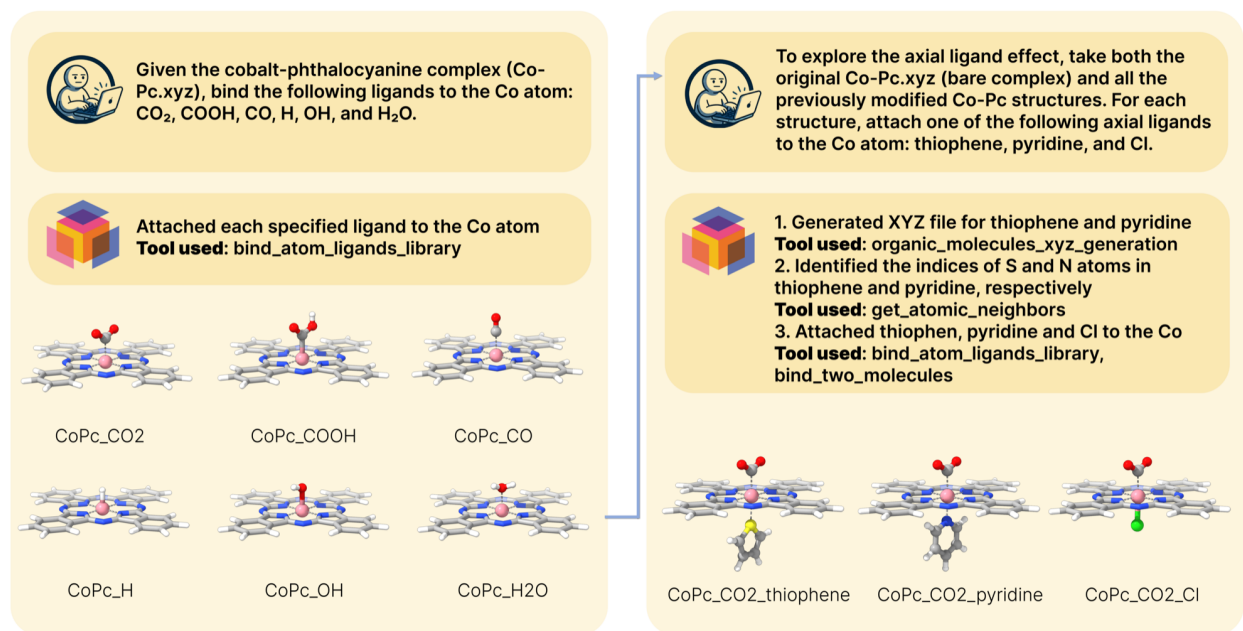 Given the cobalt-phthalocyanine complex (Co-
Pc.xyz), bind the following ligands to the Co atom:
CO₂, COOH, CO, H, OH, and H₂O.
Attached each specified ligand to the Co atom
Tool used: bind_atom_ligands_library
CoPc_CO2
CoPc_COOH
CoPc_CO
CoPc_H
CoPc_OH
CoPc_H2O
To explore the axial ligand effect, take both the
original Co-Pc.xyz (bare complex) and all the
previously modified Co-Pc structures. For each
structure, attach one of the following axial ligands
to the Co atom: thiophene, pyridine, and Cl.
1. Generated XYZ file for thiophene and pyridine
Tool used: organic_molecules_xyz_generation
2. Identified the indices of S and N atoms in
thiophene and pyridine, respectively
Tool used: get_atomic_neighbors
3. Attached thiophen, pyridine and Cl to the Co
Tool used: bind_atom_ligands_library,
bind_two_molecules
CoPc_CO2_thiophene
CoPc_CO2_pyridine
CoPc_CO2_Cl